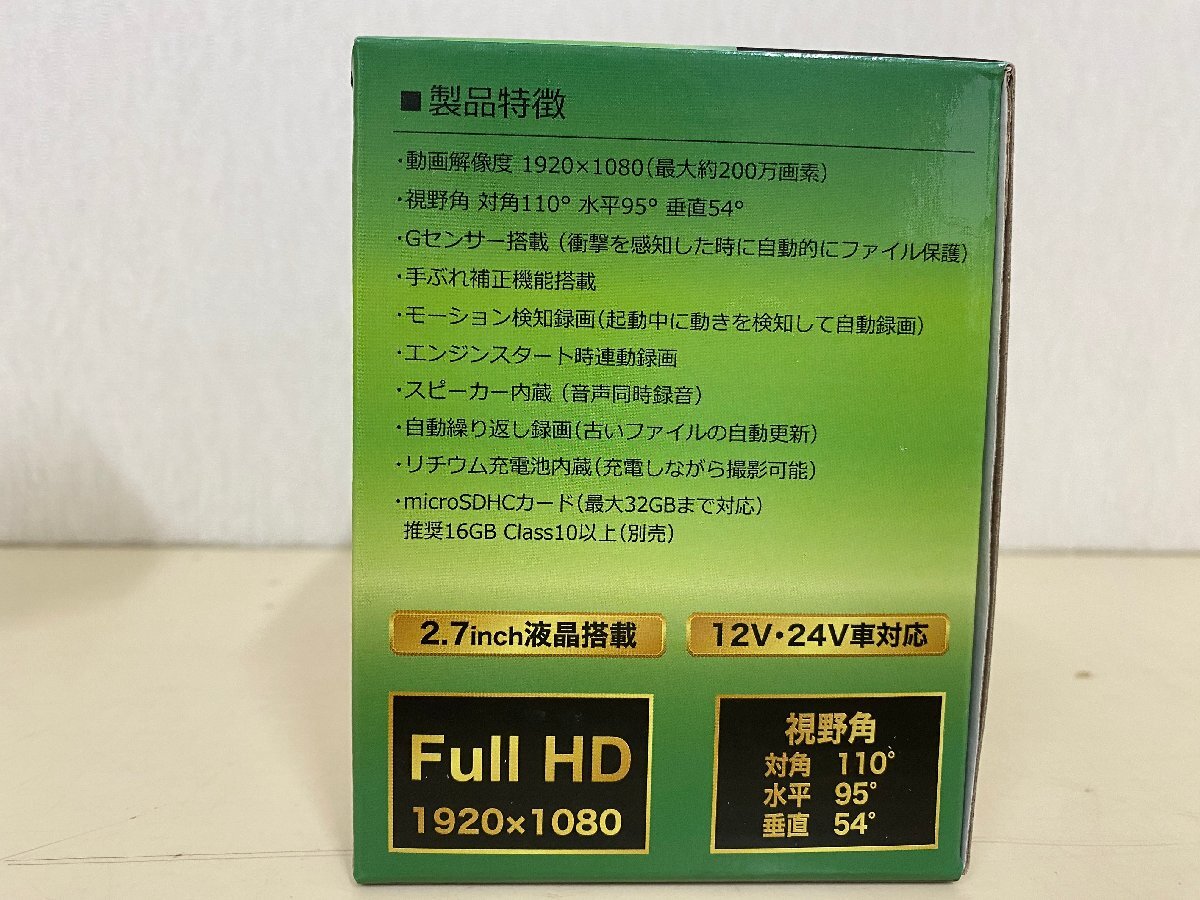 ■製品特徴
・動画解像度 1920×1080(最大約200万画素)
・視野角 対角110° 水平95° 垂直54°
・Gセンサー搭載 (衝撃を感知した時に自動的にファイル保護)
・手ぶれ補正機能搭載
・モーション検知録画(起動中に動きを検知して自動録画)
・エンジンスタート時連動録画
・スピーカー内蔵 (音声同時録音)
・自動繰り返し録画(古いファイルの自動更新)
・リチウム充電池内蔵(充電しながら撮影可能)
・microSDHCカード(最大32GBまで対応)
推奨16GB Class10以上(別売)
2.7inch液晶搭載
12V・24V車対応
Full HD
1920×1080
視野角
対角 110°
水平 95°
垂直 54°